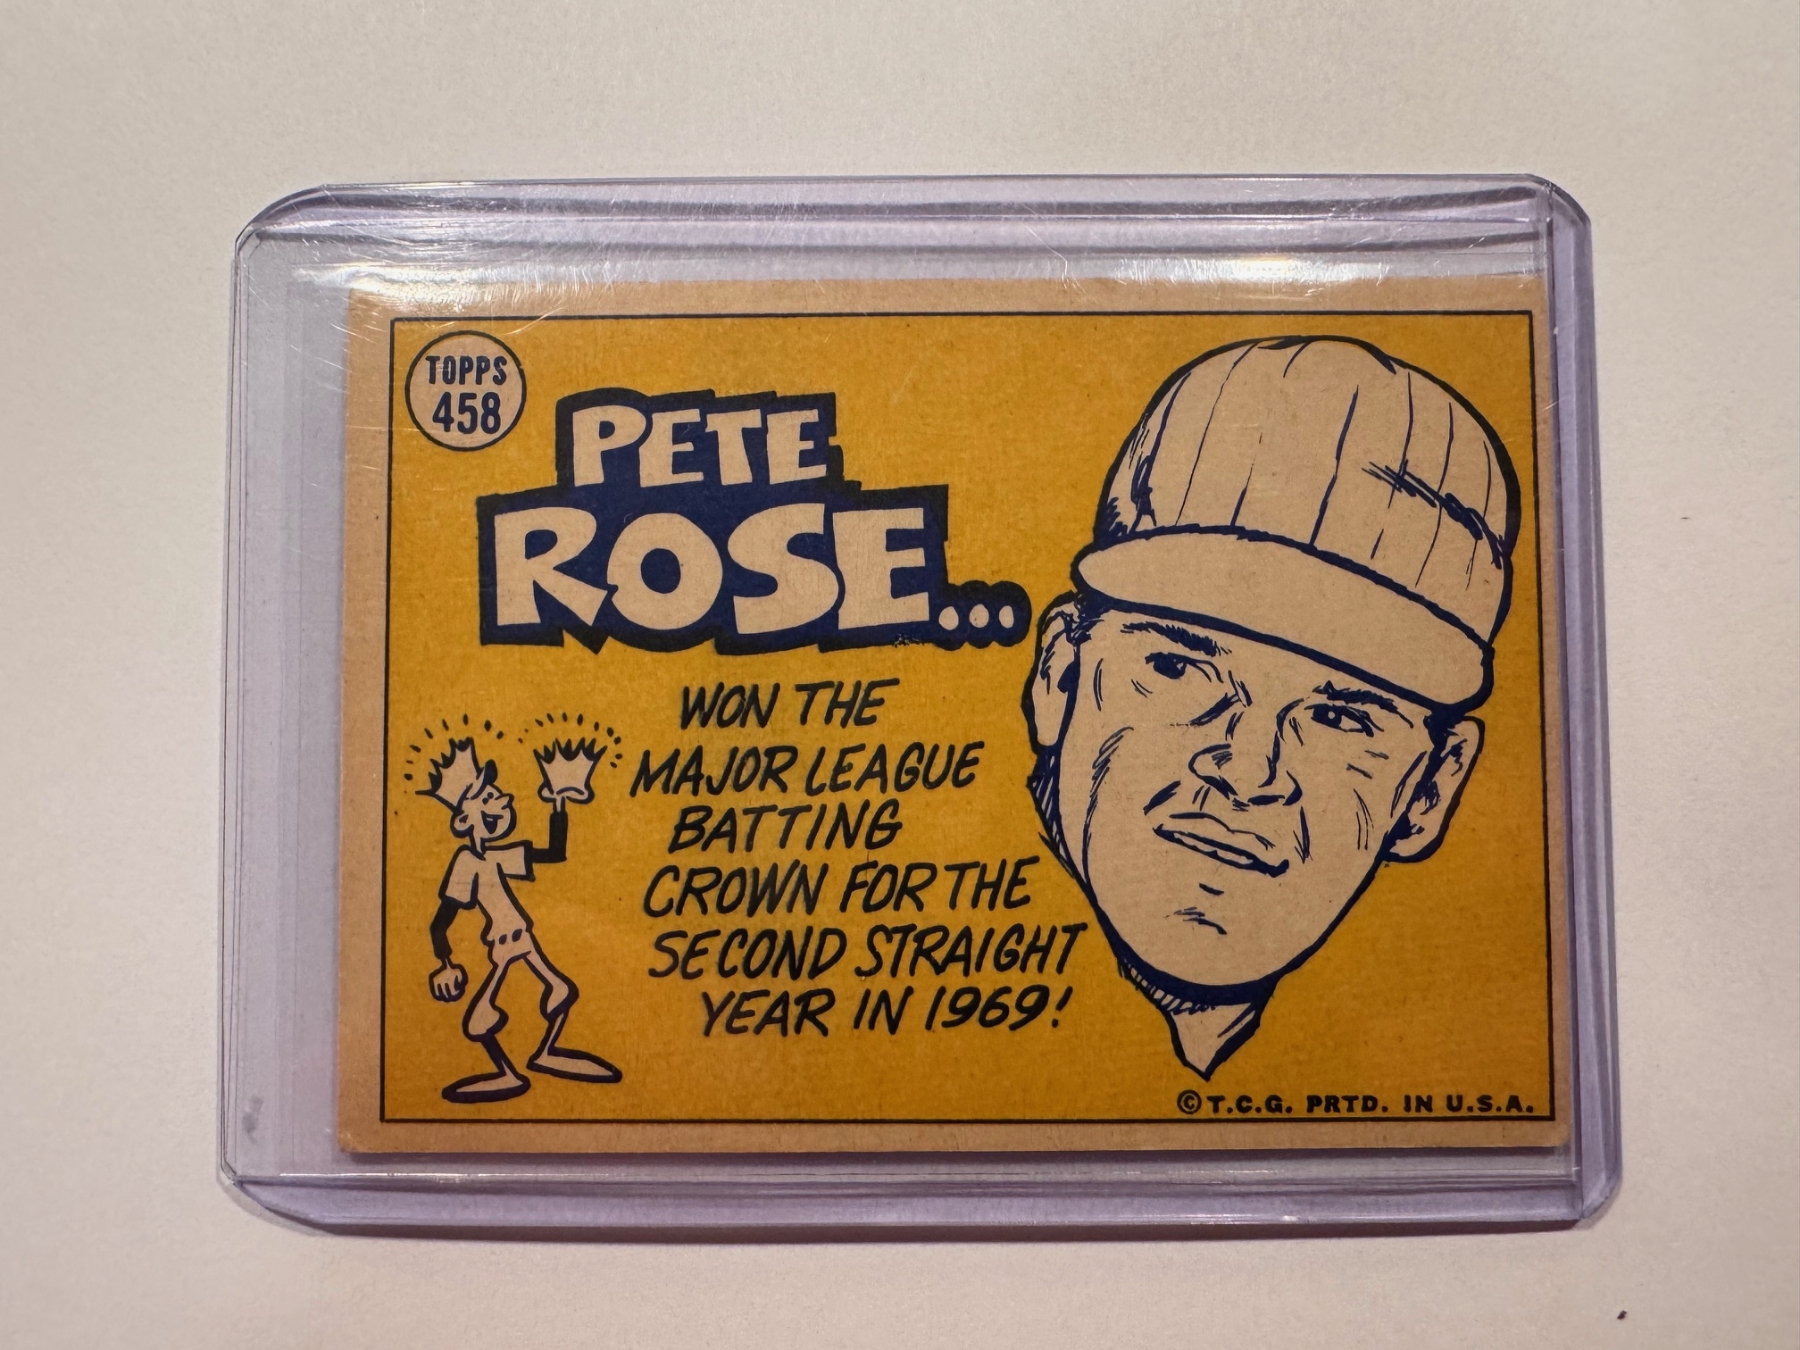 TOPPS
458
PETE
ROSE...
WON THE
MAJOR LEAGUE
BATTING
CROWN FOR THE
SECOND STRAIGHT
YEAR IN 1969!
© T.C.G. PRTD. IN U.S.A.